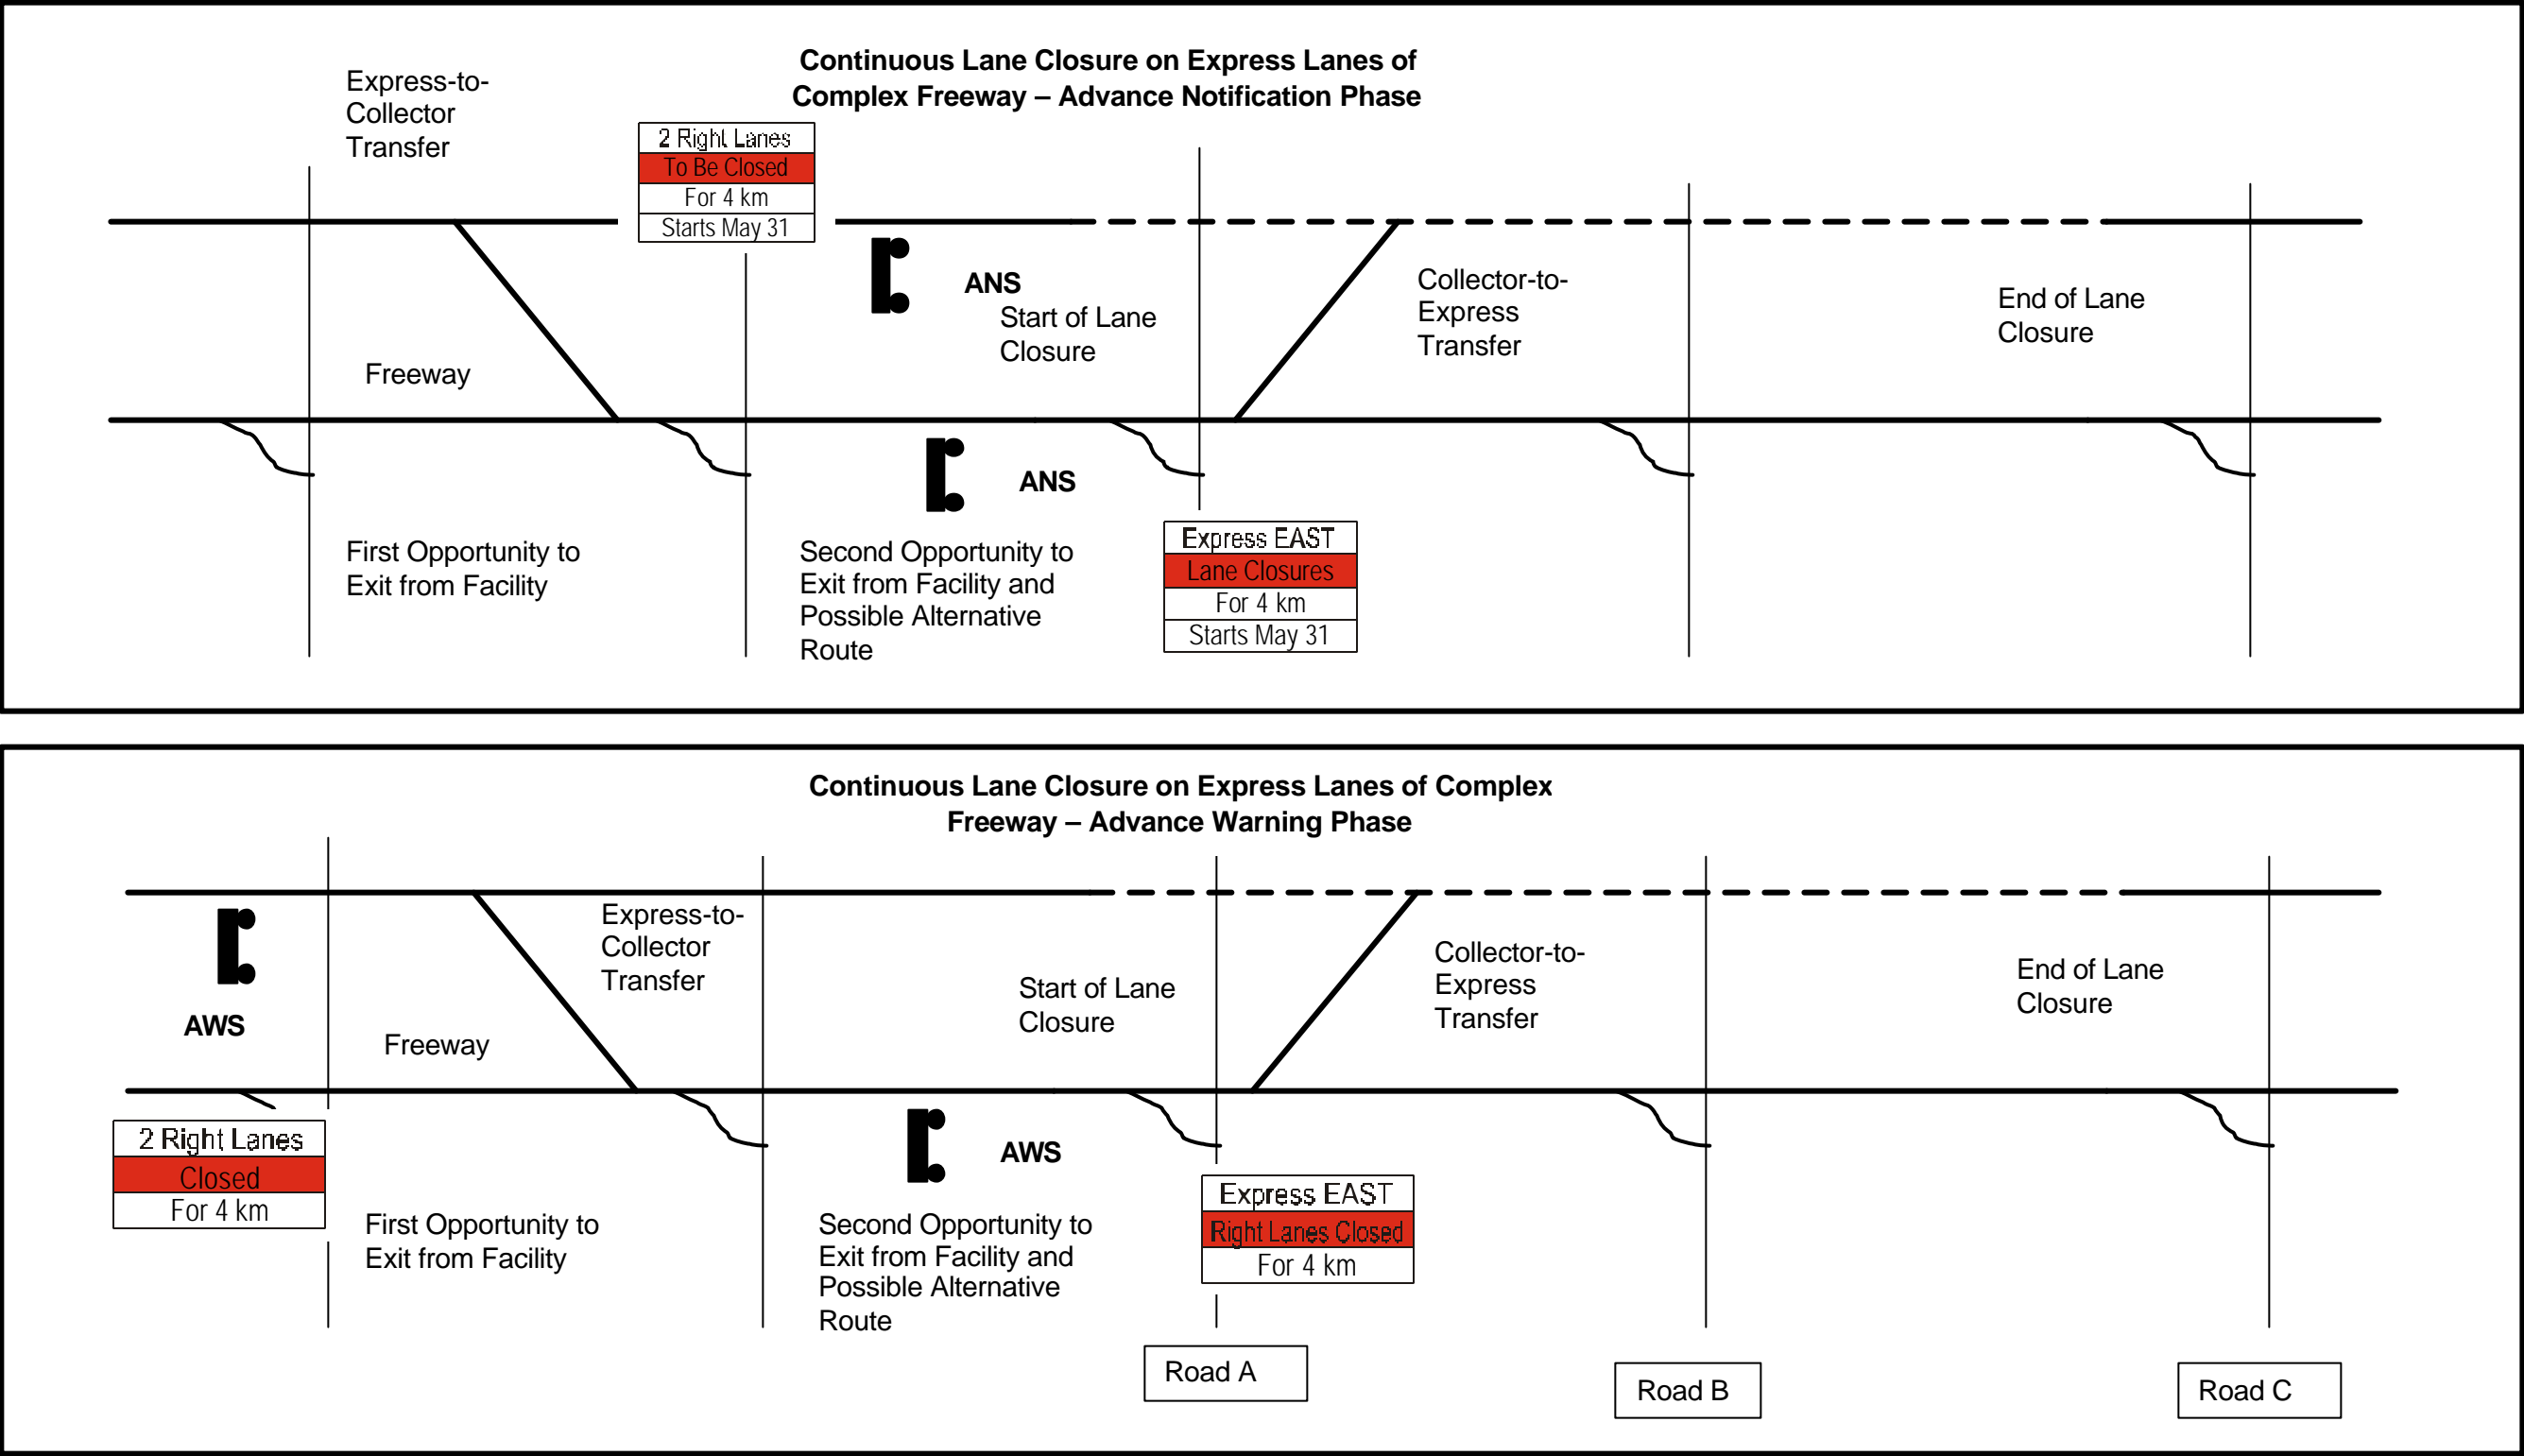 Continuous Lane Closure on Express Lanes of
Complex Freeway – Advance Notification Phase
Express-to-
Collector
Transfer
2 Right Lanes
To Be Closed
For 4 km
Starts May 31
ANS
Start of Lane
Closure
Collector-to-
Express
Transfer
End of Lane
Closure
Freeway
ANS
First Opportunity to
Exit from Facility
Second Opportunity to
Exit from Facility and
Possible Alternative
Route
Express EAST
Lane Closures
For 4 km
Starts May 31
Continuous Lane Closure on Express Lanes of Complex
Freeway – Advance Warning Phase
Express-to-
Collector
Transfer
AWS
Freeway
Start of Lane
Closure
Collector-to-
Express
Transfer
End of Lane
Closure
2 Right Lanes
Closed
For 4 km
AWS
First Opportunity to
Exit from Facility
Second Opportunity to
Exit from Facility and
Possible Alternative
Route
Express EAST
Right Lanes Closed
For 4 km
Road A
Road B
Road C